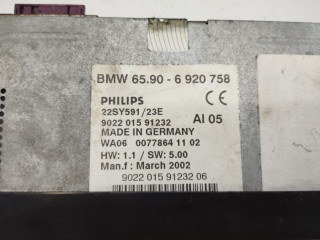 BMW 65.90 - 6 920 758
PHILIPS CE
22SY591/23E
9022 015 91232 AI 05
MADE IN GERMANY
WA06 0077864 11 02
HW: 1.1 / SW: 5.00
Man.f : March 2002
9022 015 91232 06